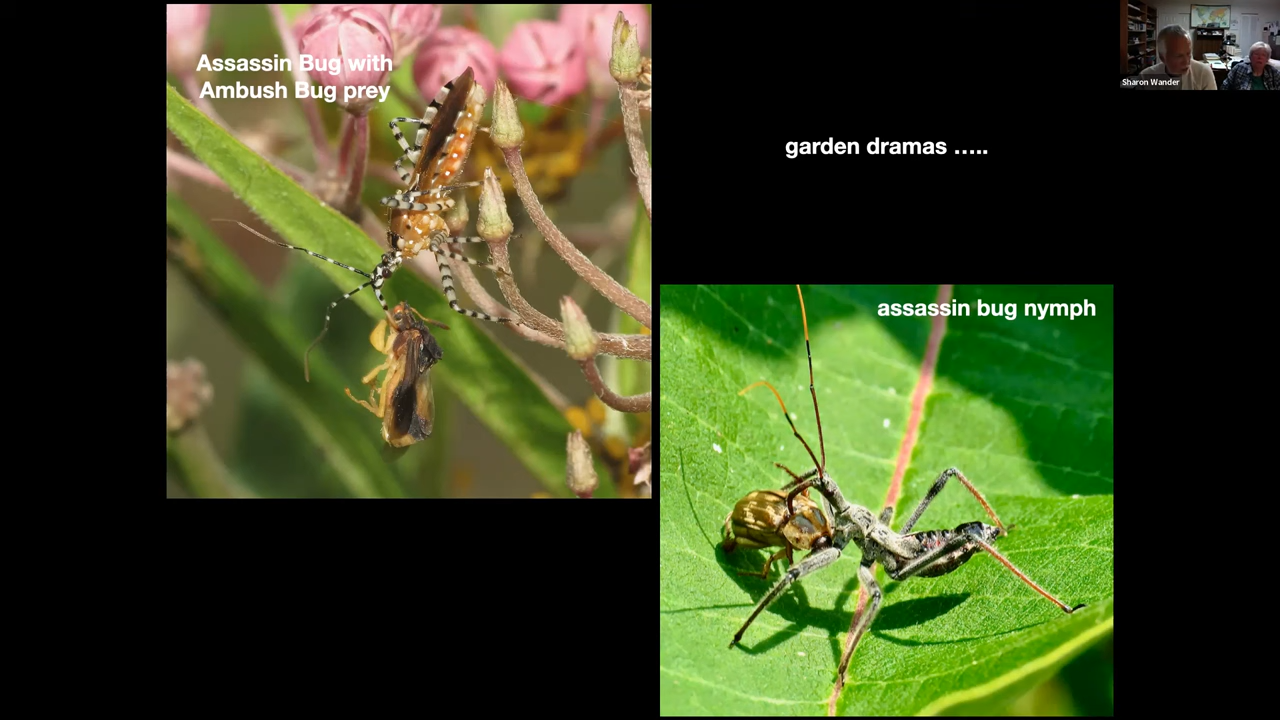 Assassin Bug with
Ambush Bug prey
Sharon Wander
garden dramas .....
assassin bug nymph